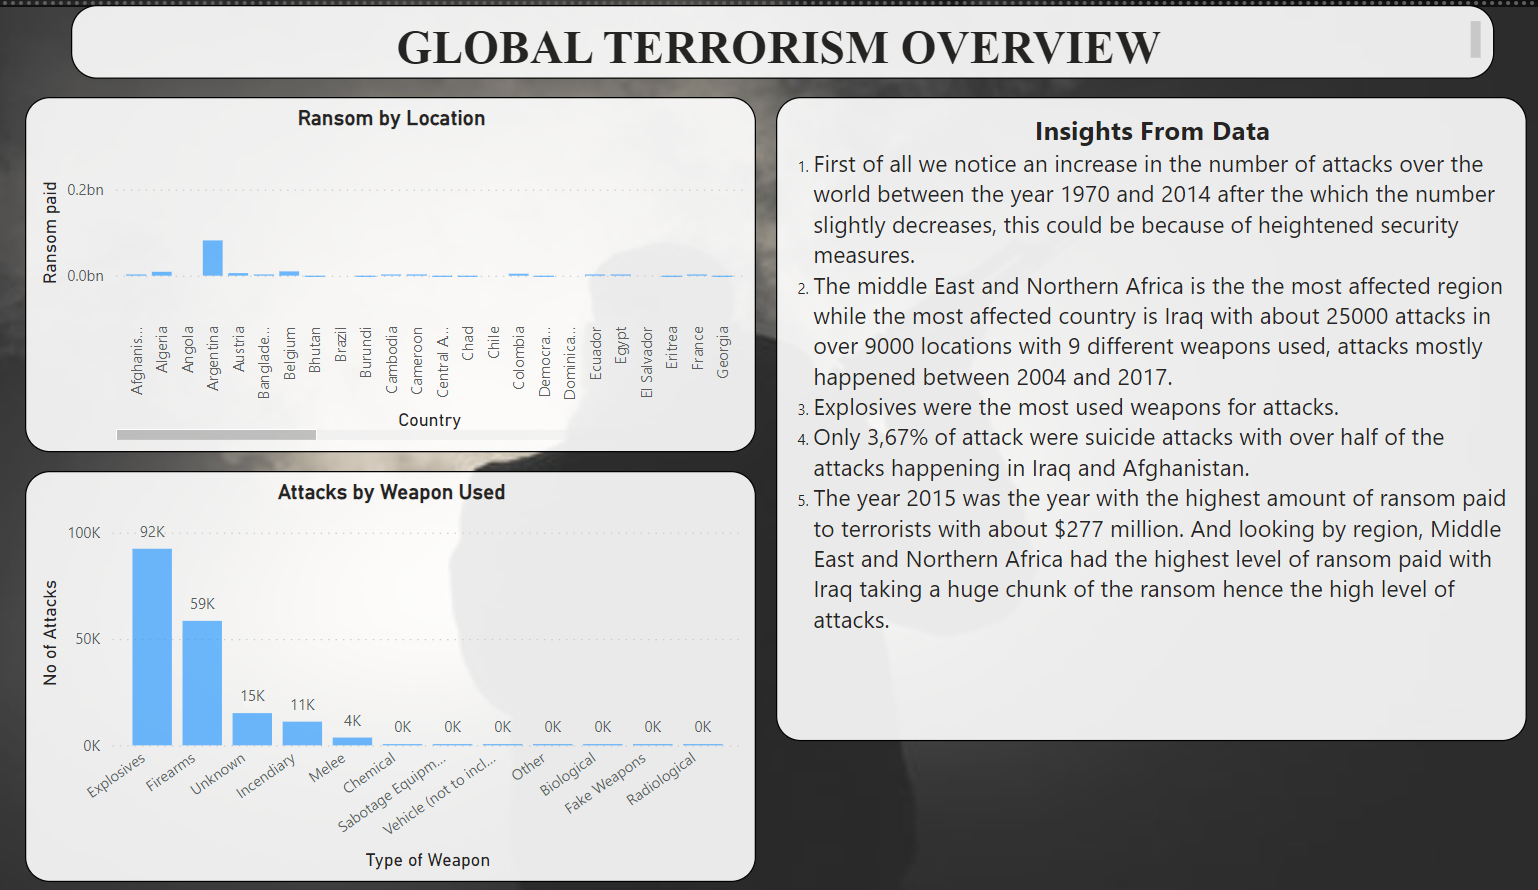 GLOBAL TERRORISM OVERVIEW
Ransom by Location
Ransom paid
0.2bn
0.0bn
Afghanis...
Algeria
Angola
Argentina
Austria
Banglade...
Belgium
Bhutan
Brazil
Burundi
Cambodia
Cameroon
Central A...
Chad
Chile
Colombia
Democra...
Dominica...
Ecuador
Egypt
El Salvador
Eritrea
France
Georgia
Country
Attacks by Weapon Used
No of Attacks
100K
50K
0K
92K
59K
15K
11K
4K
0K
0K
0K
0K
0K
0K
0K
Explosives
Firearms
Unknown
Incendiary
Melee
Chemical
Sabotage Equipm...
Vehicle (not to incl...
Other
Biological
Fake Weapons
Radiological
Type of Weapon
Insights From Data
1. First of all we notice an increase in the number of attacks over the
world between the year 1970 and 2014 after the which the number
slightly decreases, this could be because of heightened security
measures.
2. The middle East and Northern Africa is the the most affected region
while the most affected country is Iraq with about 25000 attacks in
over 9000 locations with 9 different weapons used, attacks mostly
happened between 2004 and 2017.
3. Explosives were the most used weapons for attacks.
4. Only 3,67% of attack were suicide attacks with over half of the
attacks happening in Iraq and Afghanistan.
5. The year 2015 was the year with the highest amount of ransom paid
to terrorists with about $277 million. And looking by region, Middle
East and Northern Africa had the highest level of ransom paid with
Iraq taking a huge chunk of the ransom hence the high level of
attacks.